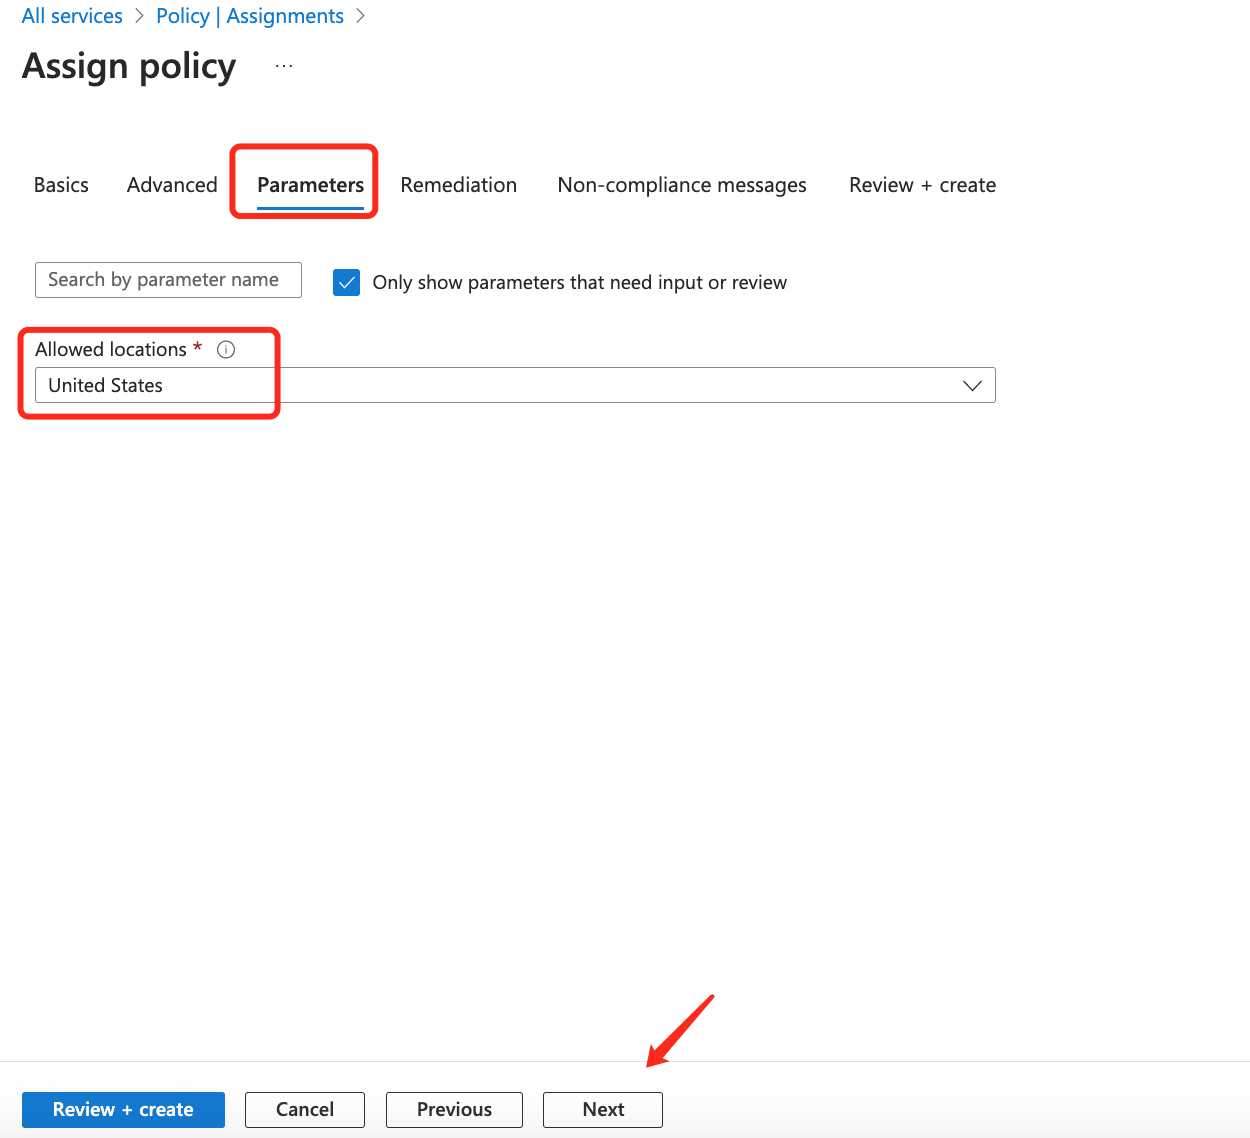 All services > Policy | Assignments >
Assign policy ...
Basics Advanced Parameters Remediation Non-compliance messages Review + create
Search by parameter name Only show parameters that need input or review
Allowed locations *
United States
Review + create Cancel Previous Next